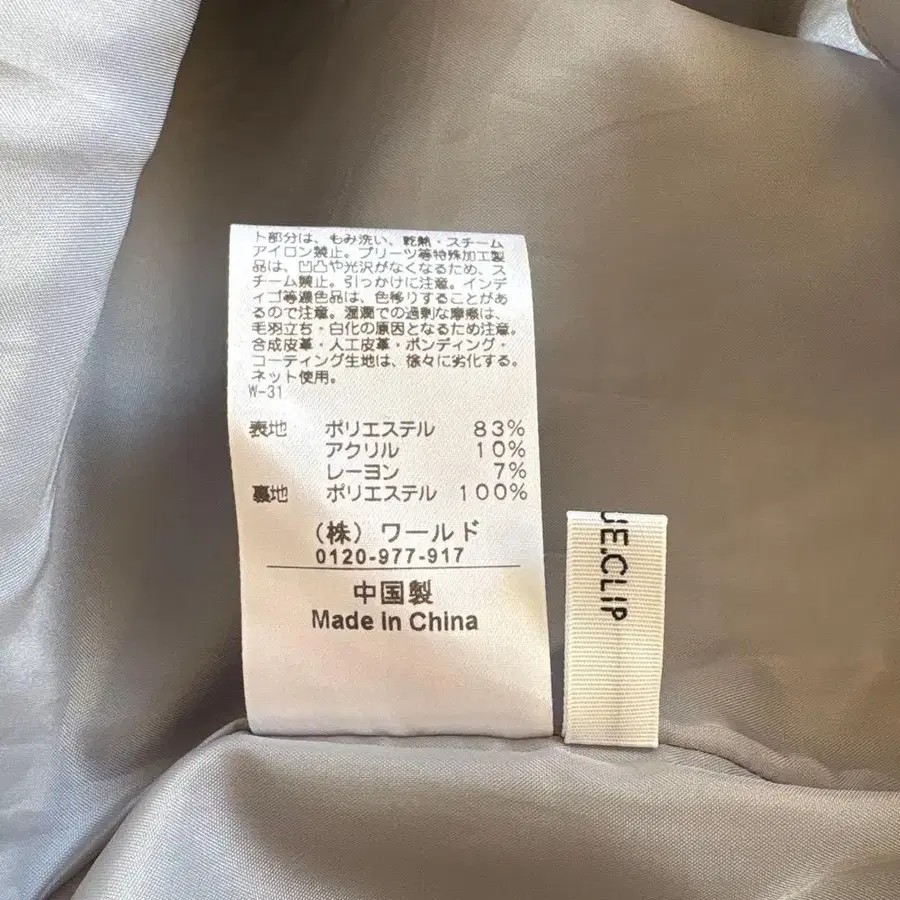 ト部分は、もみ洗い、乾熱・スチーム
アイロン禁止。プリーツ等特殊加工製
品は、凹凸や光沢がなくなるため、ス
チーム禁止。引っかけに注意。インデ
ィゴ等濃色品は、色移りすることがあ
るので注意。湿潤での過剰な摩擦は、
毛羽立ち・白化の原因となるため注意。
合成皮革・人工皮革・ボンディング・
コーティング生地は、徐々に劣化する。
ネット使用。
W-31
表地 ポリエステル 83%
アクリル 10%
レーヨン 7%
裏地 ポリエステル 100%
(株) ワールド
0120-977-917
中国製
Made in China
UE.CLIP